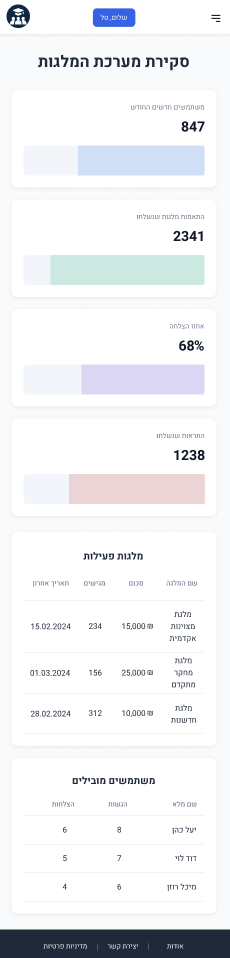 שלום, טל
סקירת מערכת המלגות
משתמשים חדשים החודש
847
התאמות מלגות שנשלחו
2341
אחוז הצלחה
68%
התראות שנשלחו
1238
מלגות פעילות
שם המלגה סכום מגישים תאריך אחרון
מלגת מצוינות אקדמית ₪15,000 234 15.02.2024
מלגת מחקר מתקדם ₪25,000 156 01.03.2024
מלגת חדשנות ₪10,000 312 28.02.2024
משתמשים מובילים
שם מלא הגשות הצלחות
יעל כהן 8 6
דוד לוי 7 5
מיכל רוזן 6 4
אודות | יצירת קשר | מדיניות פרטיות